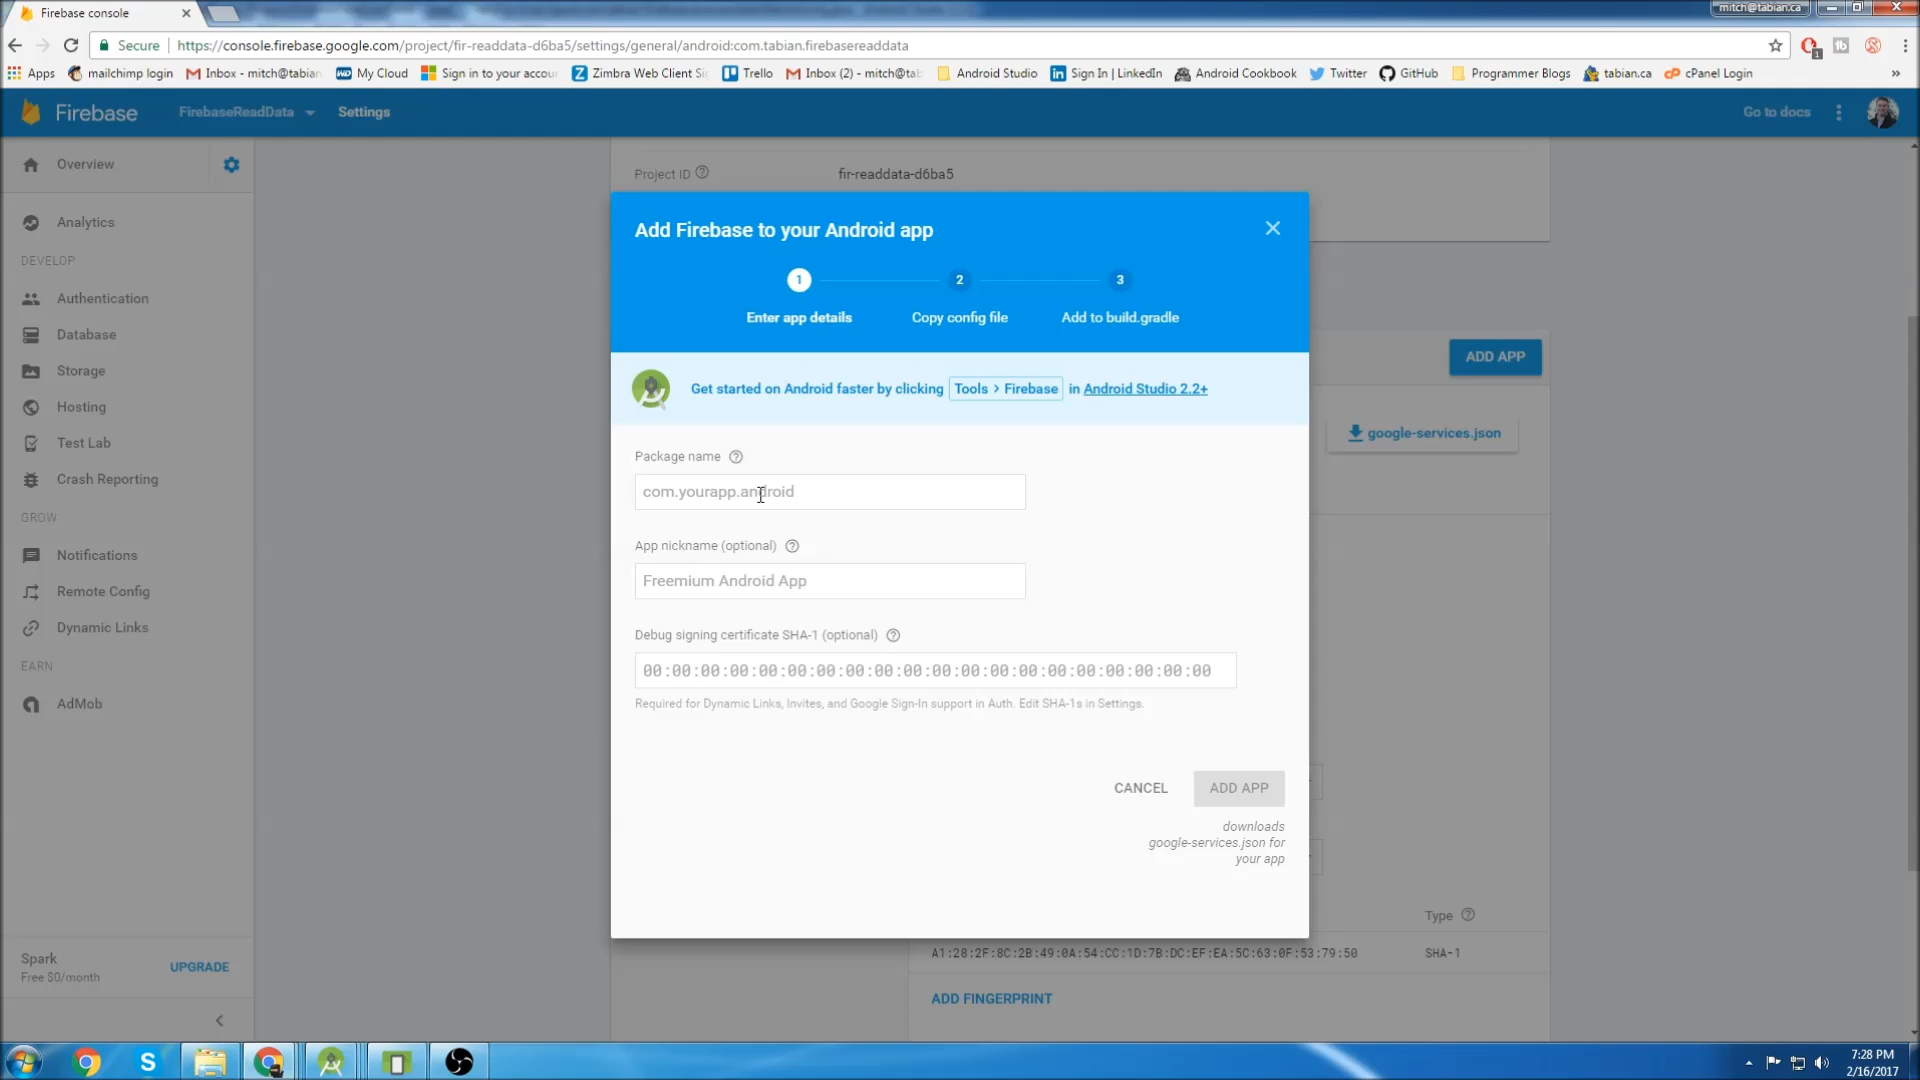 Firebase console
mitch@tabian.ca
Secure
https://console.firebase.google.com/project/fir-readdata-d6ba5/settings/general/android:com.tabian.firebasereaddata
Apps
mailchimp login
Inbox - mitch@tabian
My Cloud
Sign in to your accou
Zimbra Web Client Si
Trello
Inbox (2) - mitch@tab
Android Studio
Sign In | LinkedIn
Android Cookbook
Twitter
GitHub
Programmer Blogs
tabian.ca
cPanel Login
»
Firebase
FirebaseReadData
Settings
Go to docs
Overview
Analytics
DEVELOP
Authentication
Database
Storage
Hosting
Test Lab
Crash Reporting
GROW
Notifications
Remote Config
Dynamic Links
EARN
AdMob
Spark
Free $0/month
UPGRADE
Project ID
fir-readdata-d6ba5
Add Firebase to your Android app
1
2
3
Enter app details
Copy config file
Add to build.gradle
Get started on Android faster by clicking Tools > Firebase in Android Studio 2.2+
Package name
com.yourapp.android
App nickname (optional)
Freemium Android App
Debug signing certificate SHA-1 (optional)
00:00:00:00:00:00:00:00:00:00:00:00:00:00:00:00:00:00:00:00
Required for Dynamic Links, Invites, and Google Sign-In support in Auth. Edit SHA-1s in Settings.
CANCEL
ADD APP
downloads
google-services.json for
your app
ADD APP
google-services.json
Type
A1:28:2F:8C:2B:49:0A:54:CC:1D:7B:DC:EF:EA:5C:63:0F:53:79:50
SHA-1
ADD FINGERPRINT
7:28 PM
2/16/2017